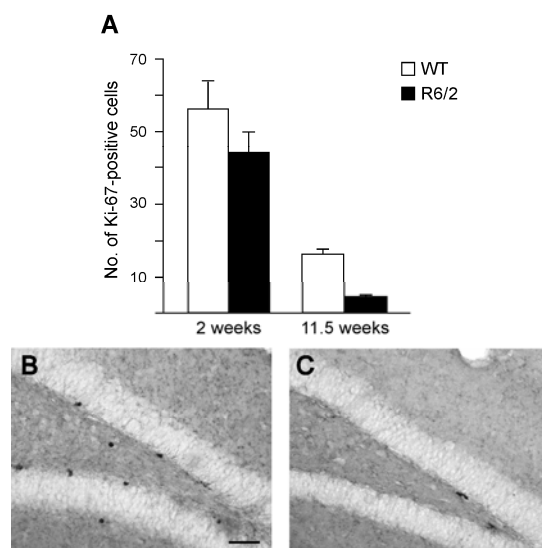 A
70
50
30
10
No. of Ki-67-positive cells
WT
R6/2
2 weeks
11.5 weeks
B
C